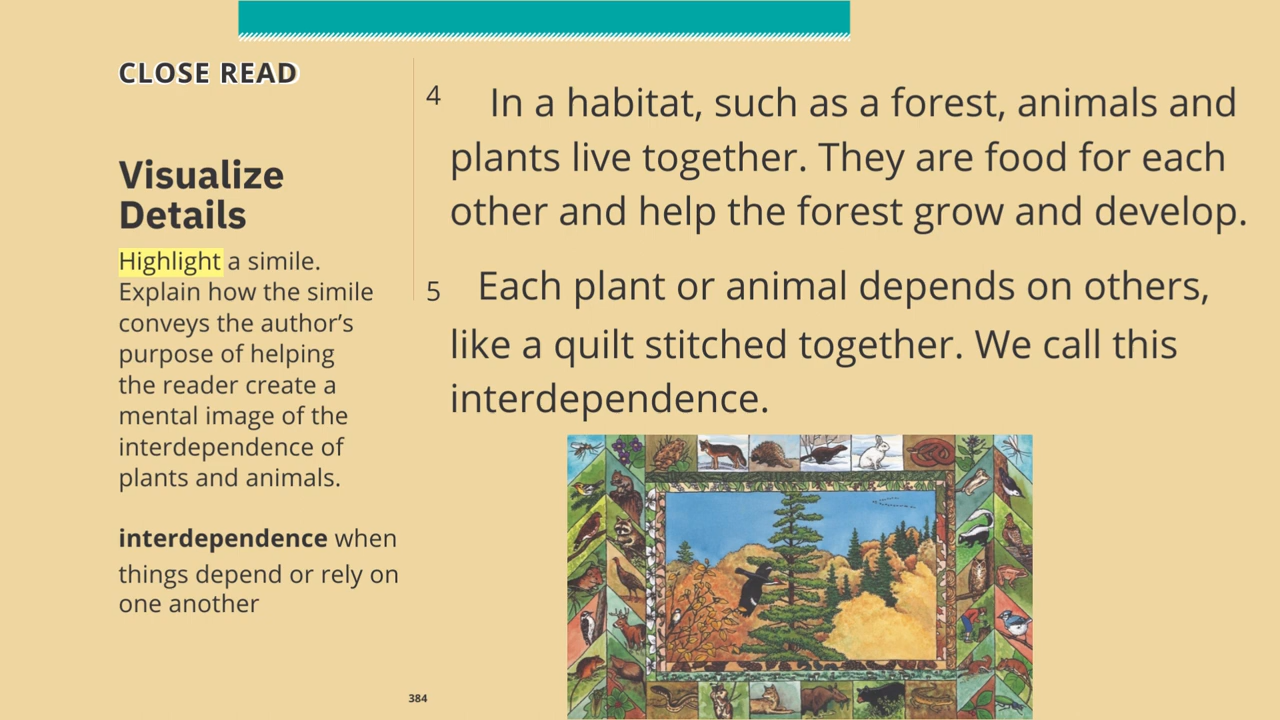 CLOSE READ
Visualize
Details
Highlight a simile.
Explain how the simile
conveys the author’s
purpose of helping
the reader create a
mental image of the
interdependence of
plants and animals.
interdependence when
things depend or rely on
one another
4 In a habitat, such as a forest, animals and
plants live together. They are food for each
other and help the forest grow and develop.
5 Each plant or animal depends on others,
like a quilt stitched together. We call this
interdependence.
384